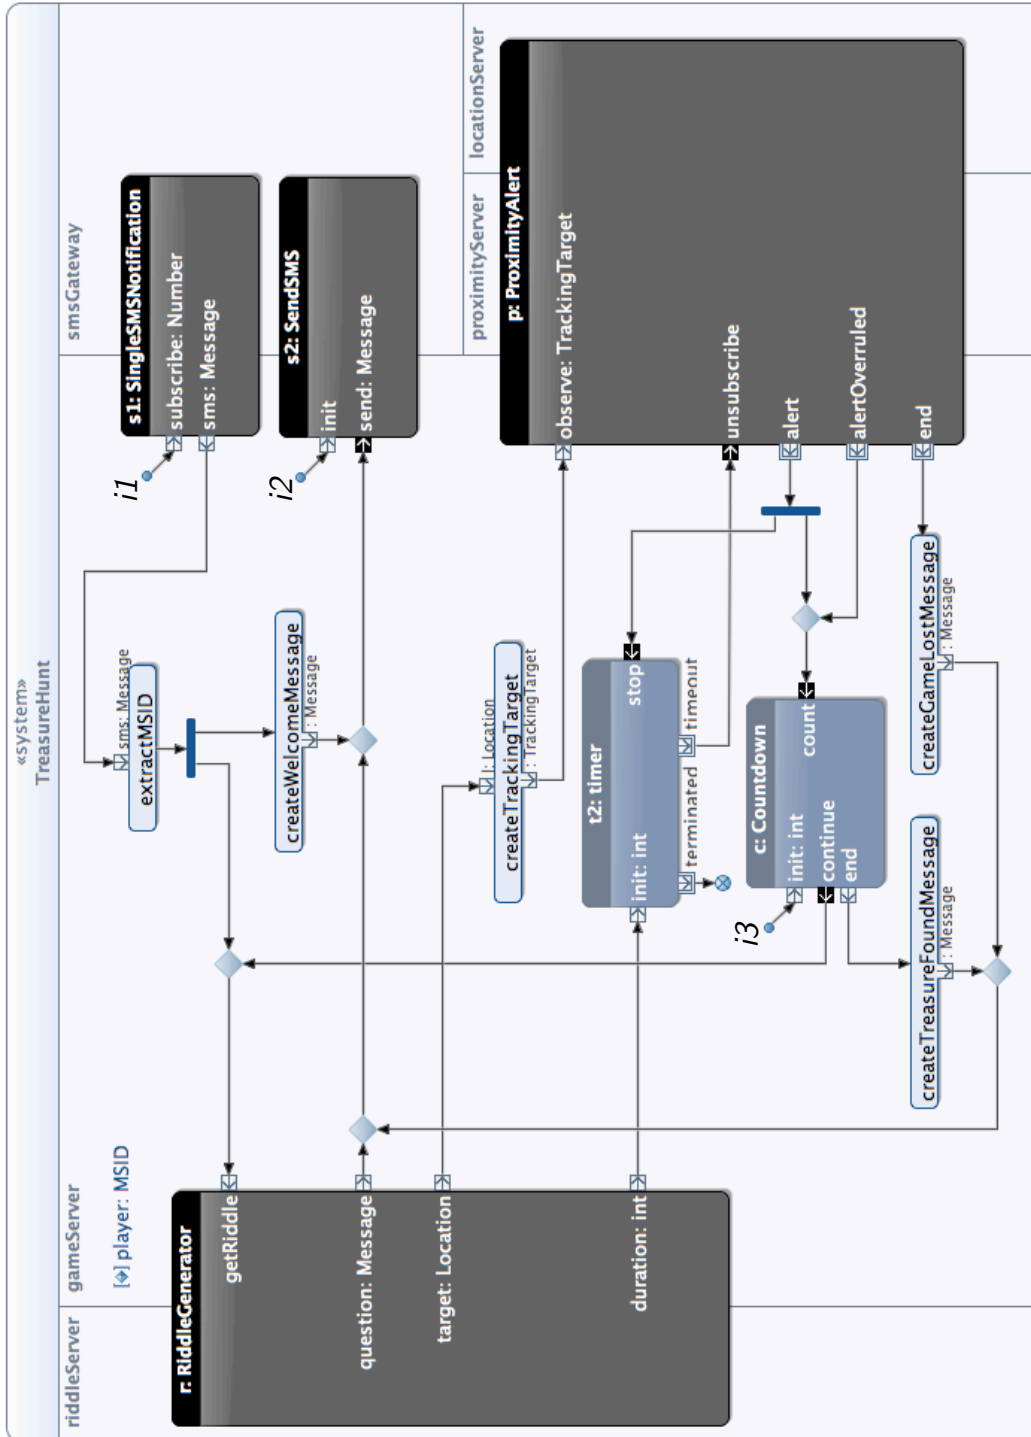 «system»
TreasureHunt
riddleServer
gameServer
smsGateway
[◈] player: MSID
s1: SingleSMSNotification
subscribe: Number
sms: Message
i1
sms: Message
extractMSID
s2: SendSMS
init
send: Message
i2
createWelcomeMessage
: Message
r: RiddleGenerator
getRiddle
question: Message
target: Location
duration: int
proximityServer
locationServer
p: ProximityAlert
observe: TrackingTarget
unsubscribe
alert
alertOverruled
end
l: Location
createTrackingTarget
: TrackingTarget
t2: timer
init: int
stop
terminated
timeout
c: Countdown
init: int
continue
end
count
i3
createTreasureFoundMessage
: Message
createGameLostMessage
: Message